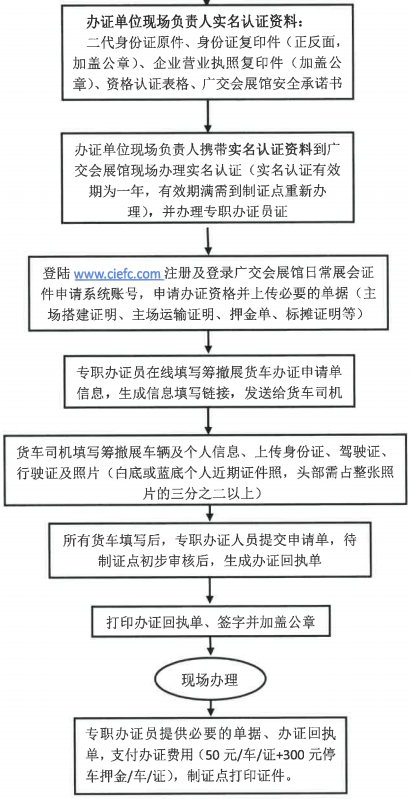 办证单位现场负责人实名认证资料：
二代身份证原件、身份证复印件（正反面，
加盖公章）、企业营业执照复印件（加盖公
章）、资格认证表格、广交会展馆安全承诺书
办证单位现场负责人携带实名认证资料到广
交会展馆现场办理实名认证（实名认证有效
期为一年，有效期满需到制证点重新办
理），并办理专职办证员证
登陆 www.ciefc.com 注册及登录广交会展馆日常展会证
件申请系统账号，申请办证资格并上传必要的单据（主
场搭建证明、主场运输证明、押金单、标摊证明等）
专职办证员在线填写筹撤展货车办证申请单
信息，生成信息填写链接，发送给货车司机
货车司机填写筹撤展车辆及个人信息、上传身份证、驾驶证、
行驶证及照片（白底或蓝底个人近期证件照，头部需占整张照
片的三分之二以上）
所有货车填写后，专职办证人员提交申请单，待
制证点初步审核后，生成办证回执单
打印办证回执单、签字并加盖公章
现场办理
专职办证员提供必要的单据、办证回执
单，支付办证费用（50 元/车/证+300 元停
车押金/车/证），制证点打印证件。